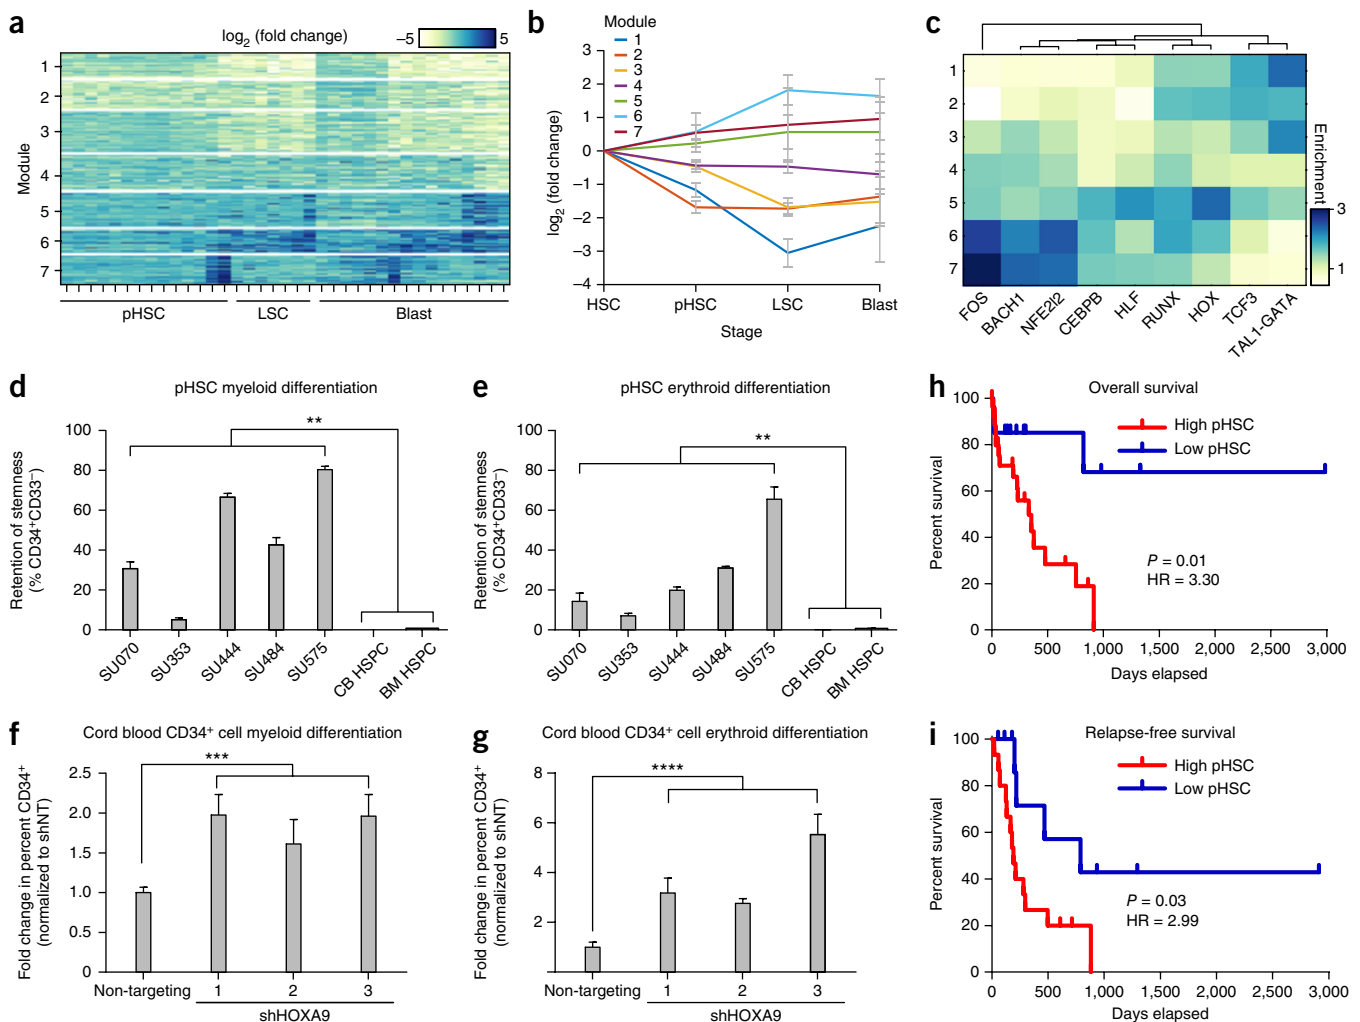 a
log2 (fold change)
−5
5
Module
1
2
3
4
5
6
7
pHSC
LSC
Blast
b
Module
1
2
3
4
5
6
7
log2 (fold change)
3
2
1
0
−1
−2
−3
−4
HSC
pHSC
LSC
Blast
Stage
c
1
2
3
4
5
6
7
FOS
BACH1
NFE2l2
CEBPB
HLF
RUNX
HOX
TCF3
TAL1-GATA
Enrichment
3
1
d
pHSC myeloid differentiation
Retention of stemness
(% CD34+CD33−)
100
80
60
40
20
0
**
SU070
SU353
SU444
SU484
SU575
CB HSPC
BM HSPC
e
pHSC erythroid differentiation
Retention of stemness
(% CD34+CD33−)
100
80
60
40
20
0
**
SU070
SU353
SU444
SU484
SU575
CB HSPC
BM HSPC
h
Overall survival
Percent survival
100
80
60
40
20
0
High pHSC
Low pHSC
P = 0.01
HR = 3.30
0
500
1,000
1,500
2,000
2,500
3,000
Days elapsed
f
Cord blood CD34+ cell myeloid differentiation
Fold change in percent CD34+
(normalized to shNT)
2.5
2.0
1.5
1.0
0.5
0
***
Non-targeting
1
2
3
shHOXA9
g
Cord blood CD34+ cell erythroid differentiation
Fold change in percent CD34+
(normalized to shNT)
8
6
4
2
****
Non-targeting
1
2
3
shHOXA9
i
Relapse-free survival
Percent survival
100
80
60
40
20
0
High pHSC
Low pHSC
P = 0.03
HR = 2.99
0
500
1,000
1,500
2,000
2,500
3,000
Days elapsed